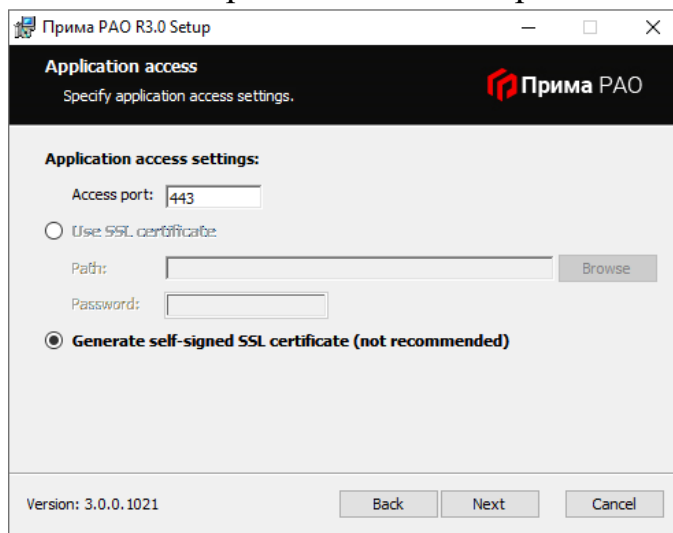 Прима РАО R3.0 Setup
Application access
Specify application access settings.
Прима РАО
Application access settings:
Access port: 443
Use SSL certificate
Path: Browse
Password:
Generate self-signed SSL certificate (not recommended)
Version: 3.0.0.1021 Back Next Cancel